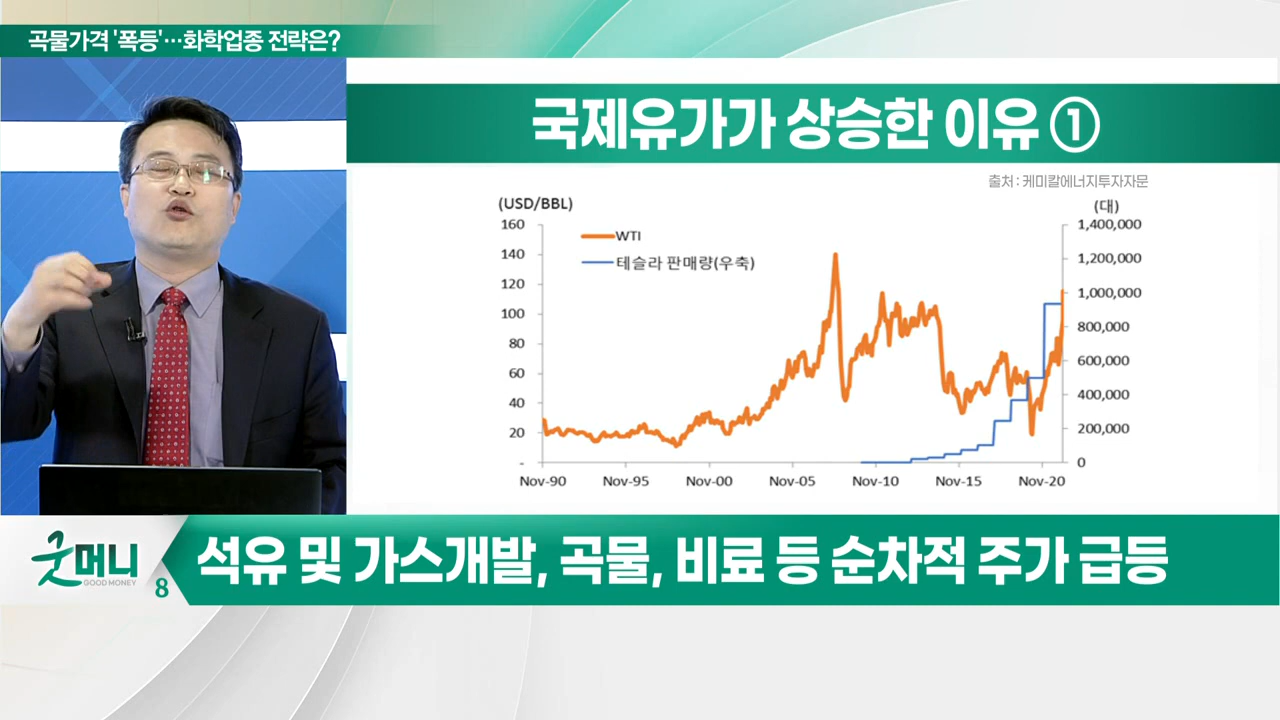 곡물가격 '폭등'…화학업종 전략은?
국제유가가 상승한 이유 ①
출처 : 케미칼에너지투자자문
(USD/BBL)
(대)
160
140
120
100
80
60
40
20
-
WTI
테슬라 판매량(우축)
1,400,000
1,200,000
1,000,000
800,000
600,000
400,000
200,000
0
Nov-90
Nov-95
Nov-00
Nov-05
Nov-10
Nov-15
Nov-20
굿머니
GOOD MONEY
8
석유 및 가스개발, 곡물, 비료 등 순차적 주가 급등